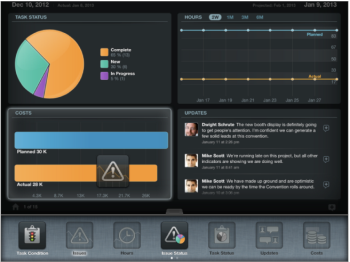 Dec 10, 2012
Jan 9, 2013
TASK STATUS
HOURS 2W 1M 3M 6M
Complete
New
In Progress
Planned
Actual
Jan 17 Jan 19 Jan 21 Jan 23 Jan 25 Jan 27
COSTS
UPDATES
Planned 30 K
Actual 28 K
Dwight Schrute The new booth display is definitely going
to get people's attention. I'm confident we can generate a
few solid leads at this convention.
Mike Scott We're running late on this project, but all other
indicators are showing we are doing well.
Mike Scott We have made up ground and are optimistic
we can be ready by the time the Convention rolls around.
Task Condition
Issues
Hours
Issue Status
Task Status
Updates
Costs